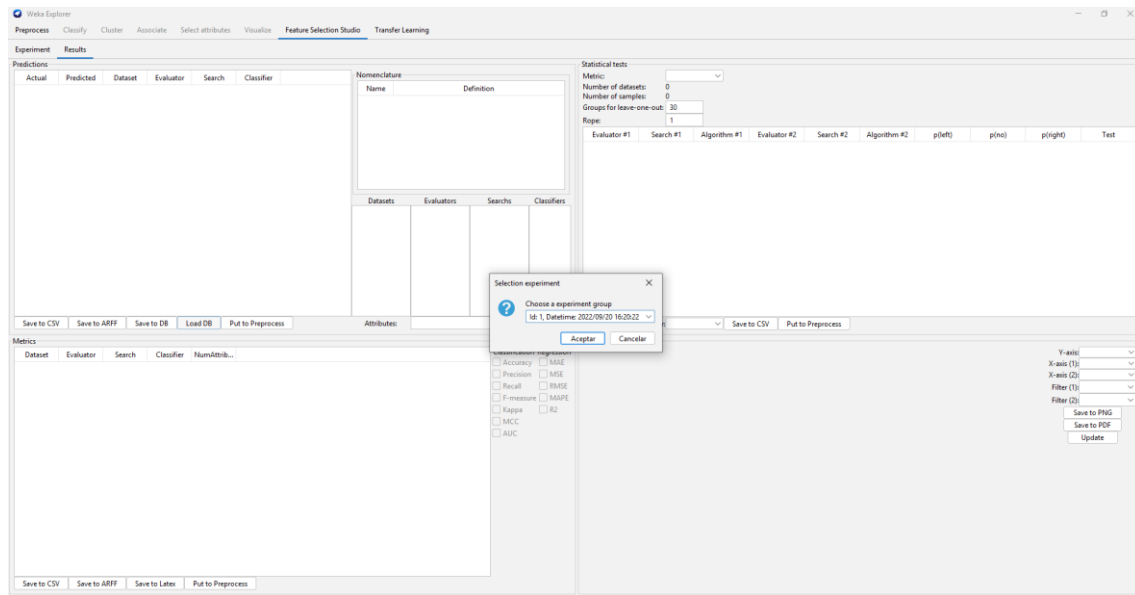 Weka Explorer
Preprocess Classify Cluster Associate Select attributes Visualize Feature Selection Studio Transfer Learning
Experiment Results
Predictions
Actual Predicted Dataset Evaluator Search Classifier
Nomenclature
Name Definition
Datasets Evaluators Searchs Classifiers
Save to CSV Save to ARFF Save to DB Load DB Put to Preprocess
Attributes:
Statistical tests
Metric:
Number of datasets: 0
Number of samples: 0
Groups for leave-one-out: 30
Rope: 1
Evaluator #1 Search #1 Algorithm #1 Evaluator #2 Search #2 Algorithm #2 p(left) p(no) p(right) Test
Save to CSV Put to Preprocess
Selection experiment
Choose a experiment group
Id: 1, Datetime: 2022/09/20 16:20:22
Aceptar Cancelar
Metrics
Dataset Evaluator Search Classifier NumAttrib...
Classification Regression
Accuracy MAE
Precision MSE
Recall RMSE
F-measure MAPE
Kappa R2
MCC
AUC
Save to CSV Save to ARFF Save to Latex Put to Preprocess
Y-axis:
X-axis (1):
X-axis (2):
Filter (1):
Filter (2):
Save to PNG
Save to PDF
Update